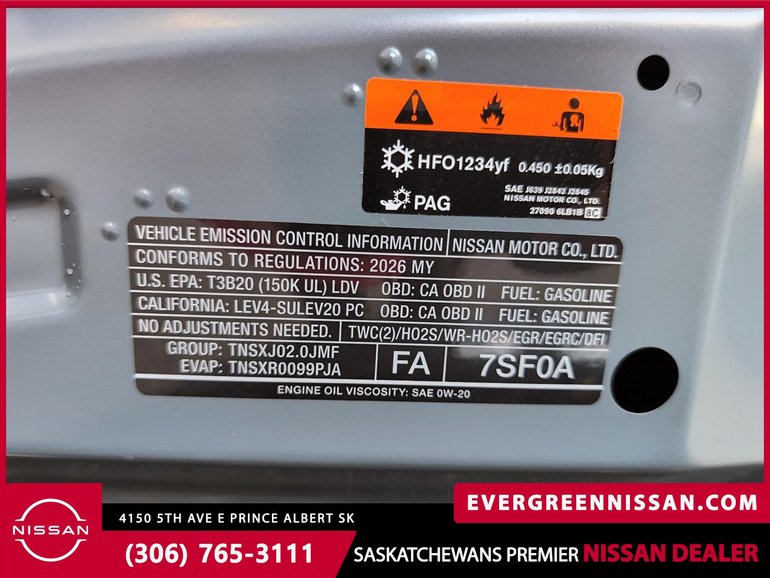 HFO1234yf 0.450 ±0.05Kg
PAG
SAE J639 J2842 J2845
NISSAN MOTOR CO., LTD.
27090 6LB1B 8C
VEHICLE EMISSION CONTROL INFORMATION NISSAN MOTOR CO., LTD.
CONFORMS TO REGULATIONS: 2026 MY
U.S. EPA: T3B20 (150K UL) LDV OBD: CA OBD II FUEL: GASOLINE
CALIFORNIA: LEV4-SULEV20 PC OBD: CA OBD II FUEL: GASOLINE
NO ADJUSTMENTS NEEDED. TWC(2)/HO2S/WR-HO2S/EGR/EGRC/DFI
GROUP: TNSXJ02.0JMF
EVAP: TNSXR0099PJA
FA
7SF0A
ENGINE OIL VISCOSITY: SAE 0W-20
NISSAN
4150 5TH AVE E PRINCE ALBERT SK
(306) 765-3111
EVERGREENNISSAN.COM
SASKATCHEWANS PREMIER NISSAN DEALER